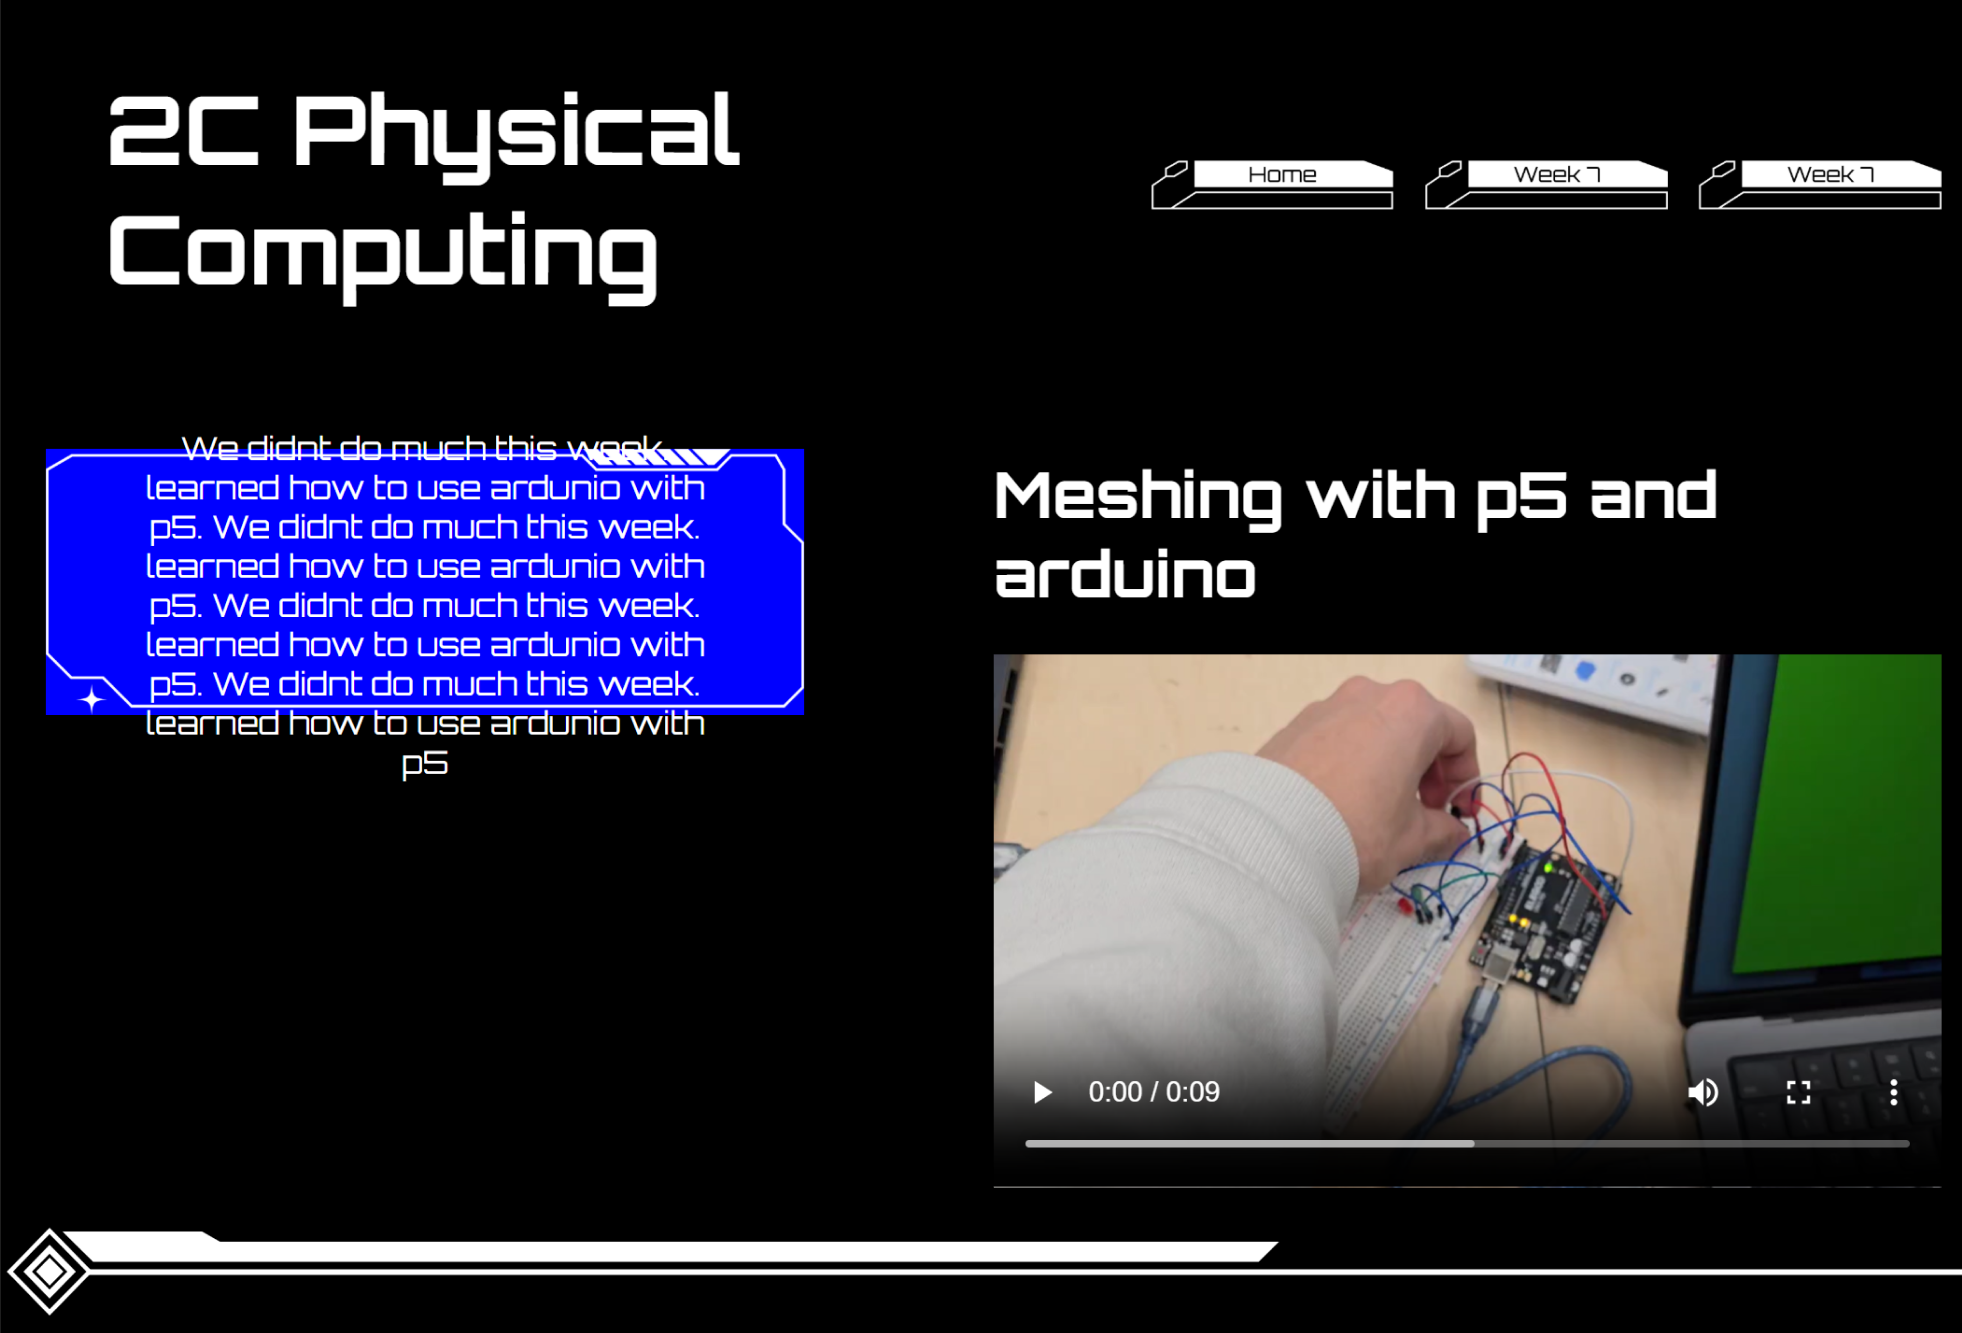 2C Physical
Computing
Home
Week 7
Week 7
We didnt do much this week.
learned how to use ardunio with
p5. We didnt do much this week.
learned how to use ardunio with
p5. We didnt do much this week.
learned how to use ardunio with
p5. We didnt do much this week.
learned how to use ardunio with
p5
Meshing with p5 and
arduino
0:00 / 0:09